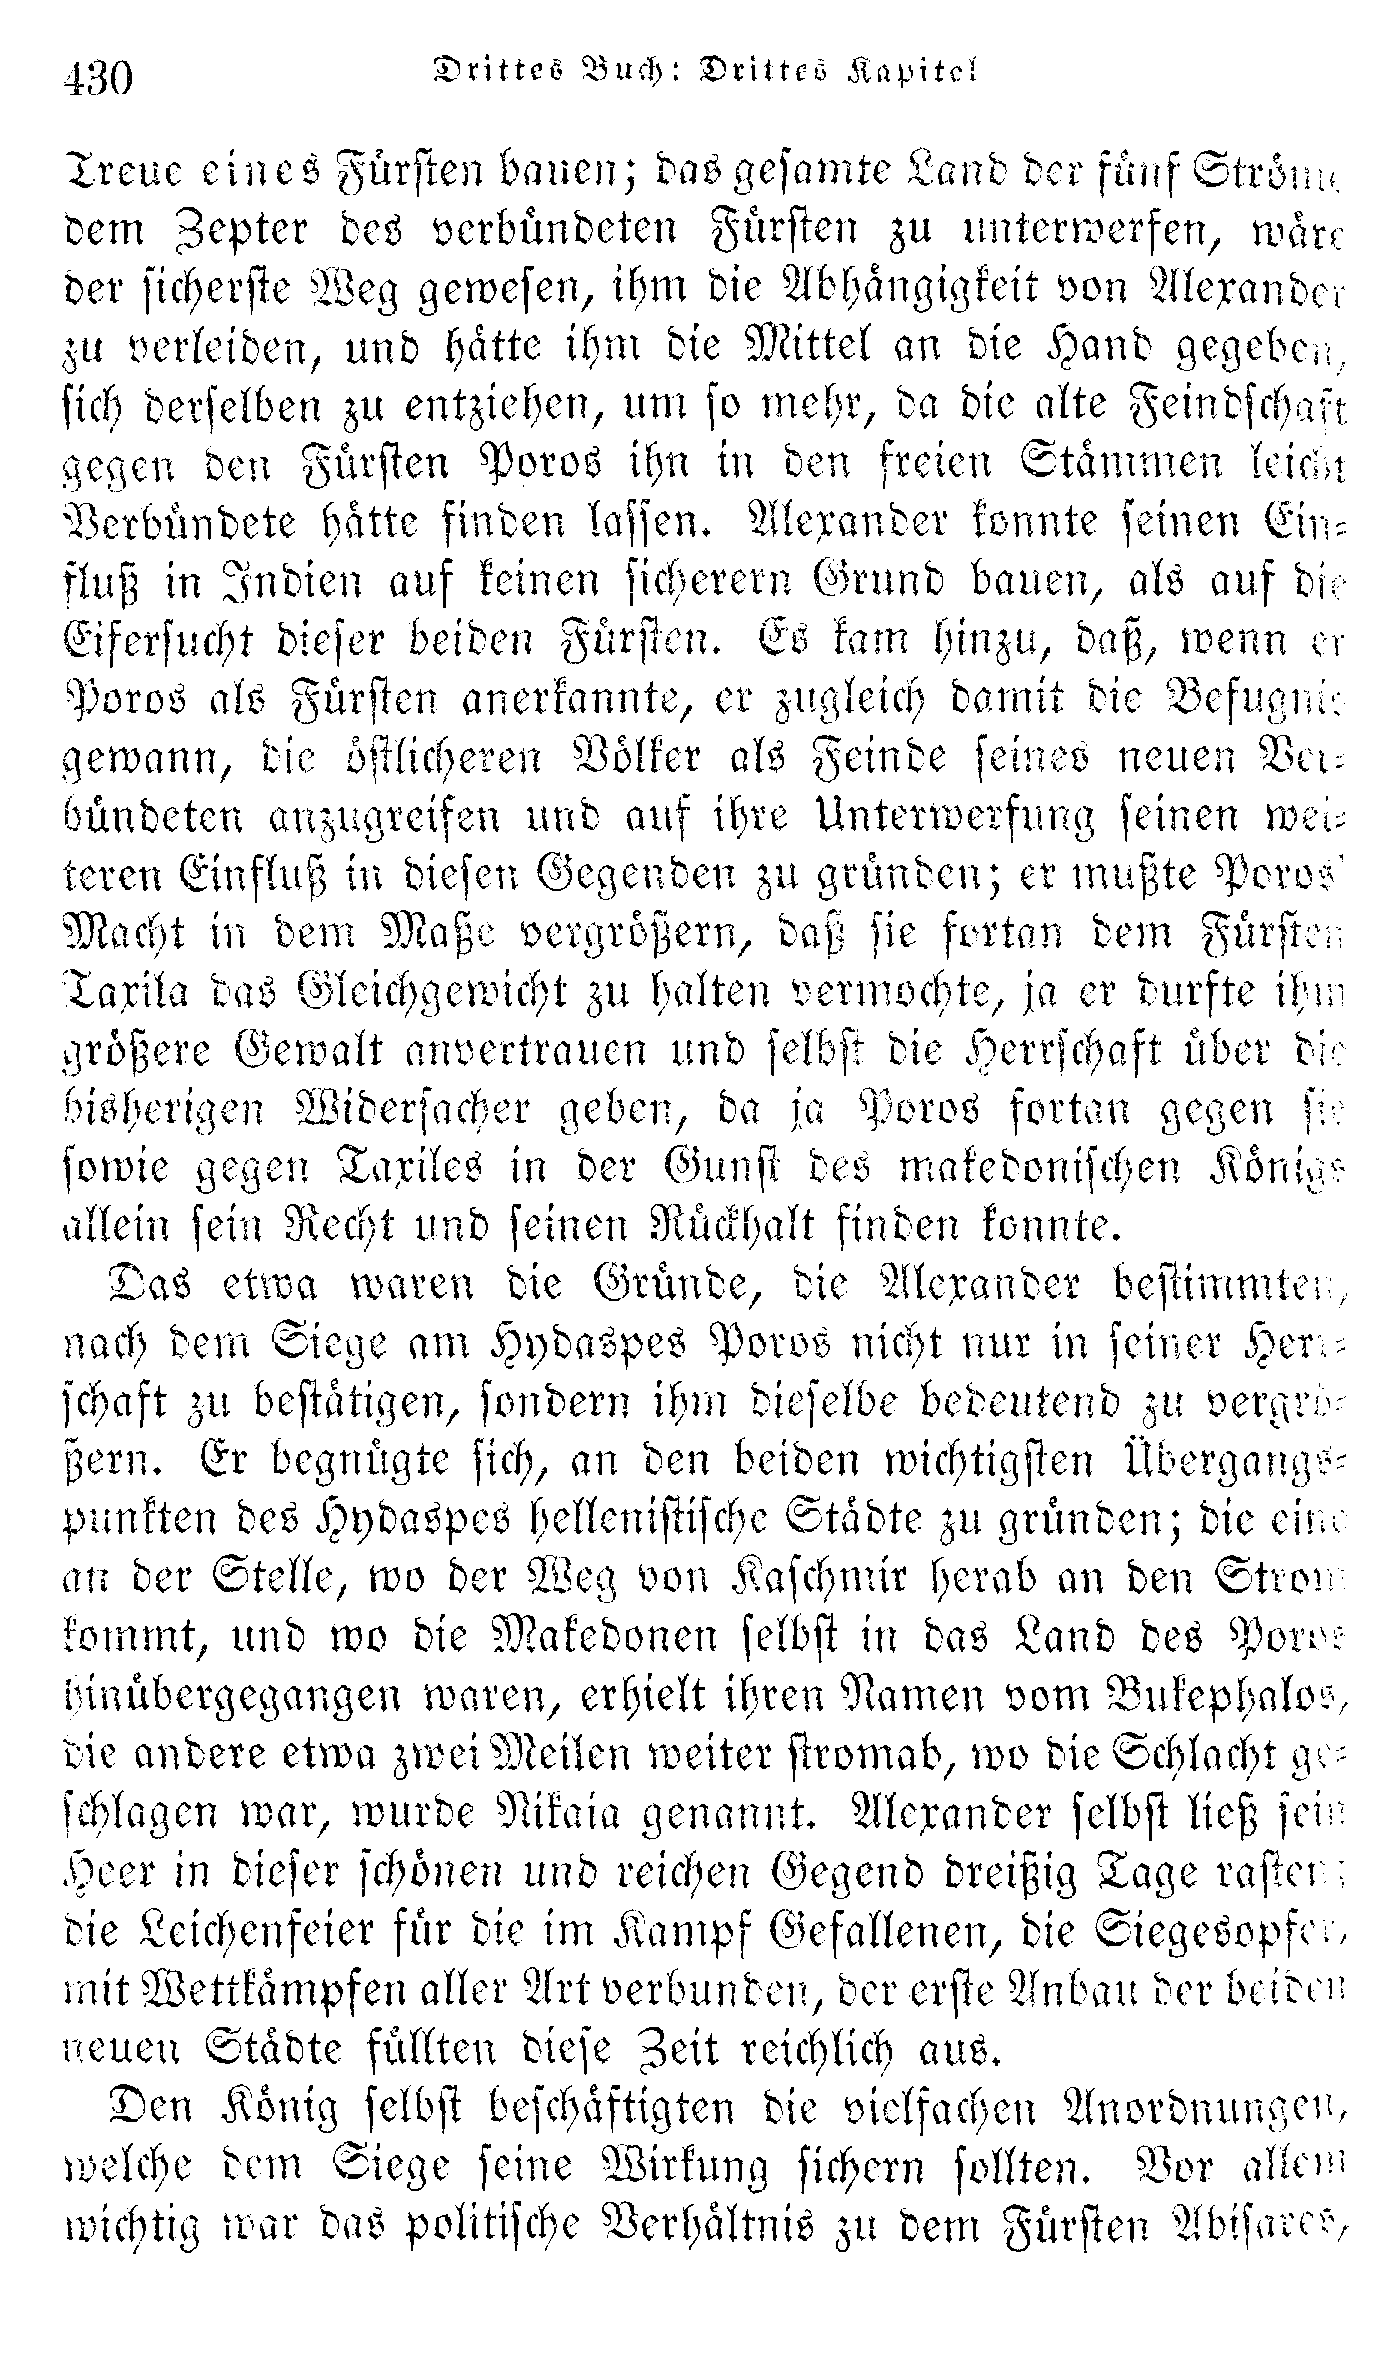 430
Drittes Buch: Drittes Kapitel
Treue eines Fürsten bauen; das gesamte Land der fünf Ströme
dem Zepter des verbündeten Fürsten zu unterwerfen, wäre
der sicherste Weg gewesen, ihm die Abhängigkeit von Alexander
zu verleiden, und hätte ihm die Mittel an die Hand gegeben,
sich derselben zu entziehen, um so mehr, da die alte Feindschaft
gegen den Fürsten Poros ihn in den freien Stämmen leicht
Verbündete hätte finden lassen. Alexander konnte seinen Ein-
fluß in Indien auf keinen sicherern Grund bauen, als auf die
Eifersucht dieser beiden Fürsten. Es kam hinzu, daß, wenn er
Poros als Fürsten anerkannte, er zugleich damit die Befugnis
gewann, die östlicheren Völker als Feinde seines neuen Ver-
bündeten anzugreifen und auf ihre Unterwerfung seinen wei-
teren Einfluß in diesen Gegenden zu gründen; er mußte Poros'
Macht in dem Maße vergrößern, daß sie fortan dem Fürsten
Taxila das Gleichgewicht zu halten vermochte, ja er durfte ihm
größere Gewalt anvertrauen und selbst die Herrschaft über die
bisherigen Widersacher geben, da ja Poros fortan gegen sie
sowie gegen Taxiles in der Gunst des makedonischen Königs
allein sein Recht und seinen Rückhalt finden konnte.
Das etwa waren die Gründe, die Alexander bestimmten,
nach dem Siege am Hydaspes Poros nicht nur in seiner Herr-
schaft zu bestätigen, sondern ihm dieselbe bedeutend zu vergrö-
ßern. Er begnügte sich, an den beiden wichtigsten Übergangs-
punkten des Hydaspes hellenistische Städte zu gründen; die eine
an der Stelle, wo der Weg von Kaschmir herab an den Strom
kommt, und wo die Makedonen selbst in das Land des Poros
hinübergegangen waren, erhielt ihren Namen vom Bukephalos,
die andere etwa zwei Meilen weiter stromab, wo die Schlacht ge-
schlagen war, wurde Nikaia genannt. Alexander selbst ließ sein
Heer in dieser schönen und reichen Gegend dreißig Tage rasten;
die Leichenfeier für die im Kampf Gefallenen, die Siegesopfer,
mit Wettkämpfen aller Art verbunden, der erste Anbau der beiden
neuen Städte füllten diese Zeit reichlich aus.
Den König selbst beschäftigten die vielfachen Anordnungen,
welche dem Siege seine Wirkung sichern sollten. Vor allem
wichtig war das politische Verhältnis zu dem Fürsten Abisares,